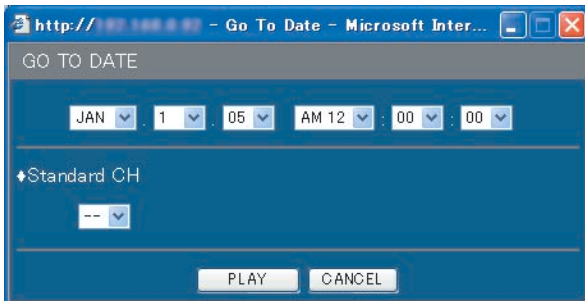 http:// - Go To Date - Microsoft Inter...
GO TO DATE
JAN . 1 . 05 AM 12 : 00 : 00
♦Standard CH
--
PLAY CANCEL